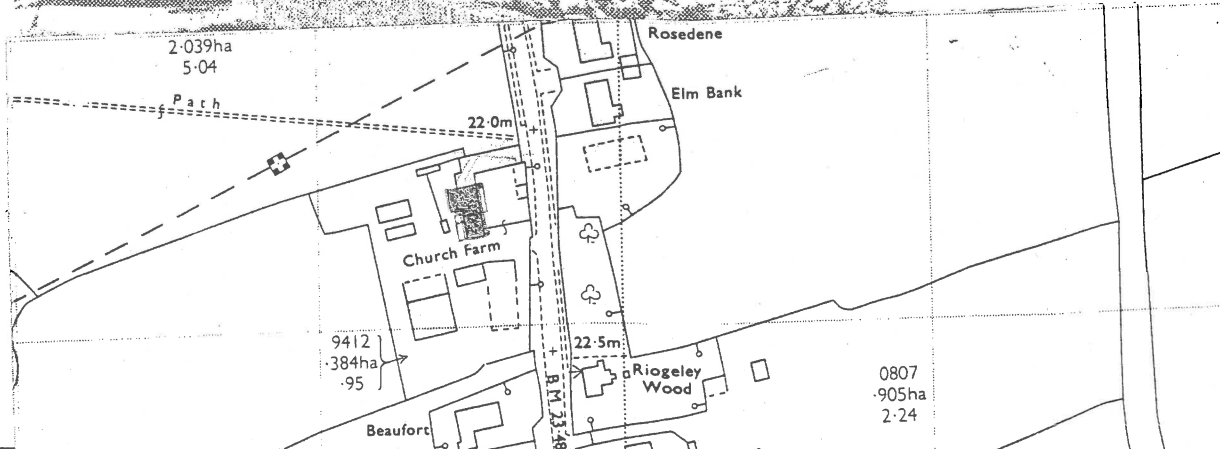 2·039ha
5·04
Rosedene
Path
Elm Bank
22·0m
Church Farm
9412
·384ha
·95
22·5m
Riogeley
Wood
0807
·905ha
2·24
B M 23·48
Beaufort